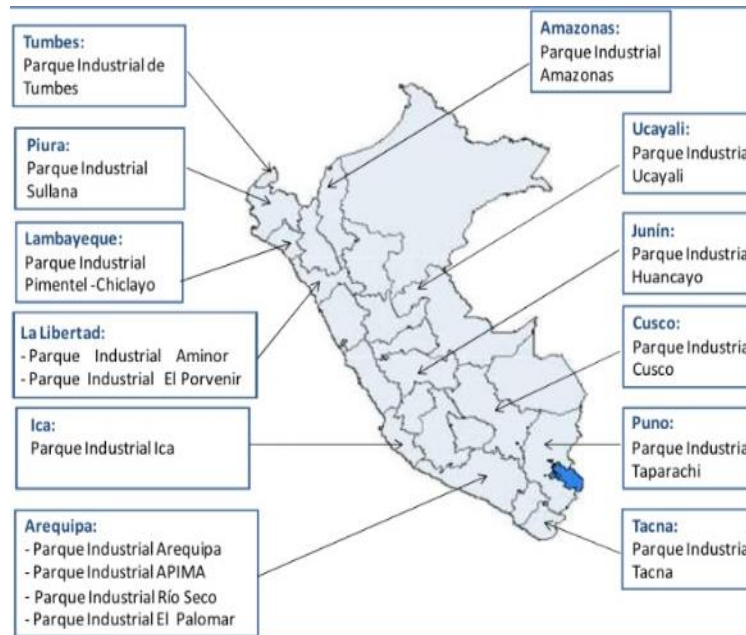 Tumbes:
Parque Industrial de
Tumbes
Piura:
Parque Industrial
Sullana
Lambayeque:
Parque Industrial
Pimentel -Chiclayo
La Libertad:
- Parque Industrial Aminor
- Parque Industrial El Porvenir
Ica:
Parque Industrial Ica
Arequipa:
- Parque Industrial Arequipa
- Parque Industrial APIMA
- Parque Industrial Río Seco
- Parque Industrial El Palomar
Amazonas:
Parque Industrial
Amazonas
Ucayali:
Parque Industria
Ucayali
Junín:
Parque Industria
Huancayo
Cusco:
Parque Industria
Cusco
Puno:
Parque Industria
Taparachi
Tacna:
Parque Industria
Tacna